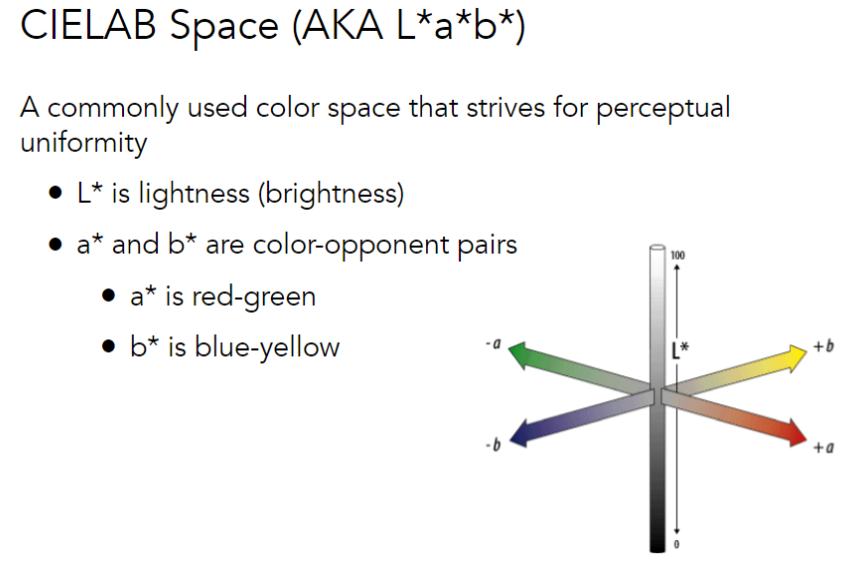 CIELAB Space (AKA L*a*b*)
A commonly used color space that strives for perceptual
uniformity
• L* is lightness (brightness)
• a* and b* are color-opponent pairs
• a* is red-green
• b* is blue-yellow
100
-a
L*
+b
-b
+a
0